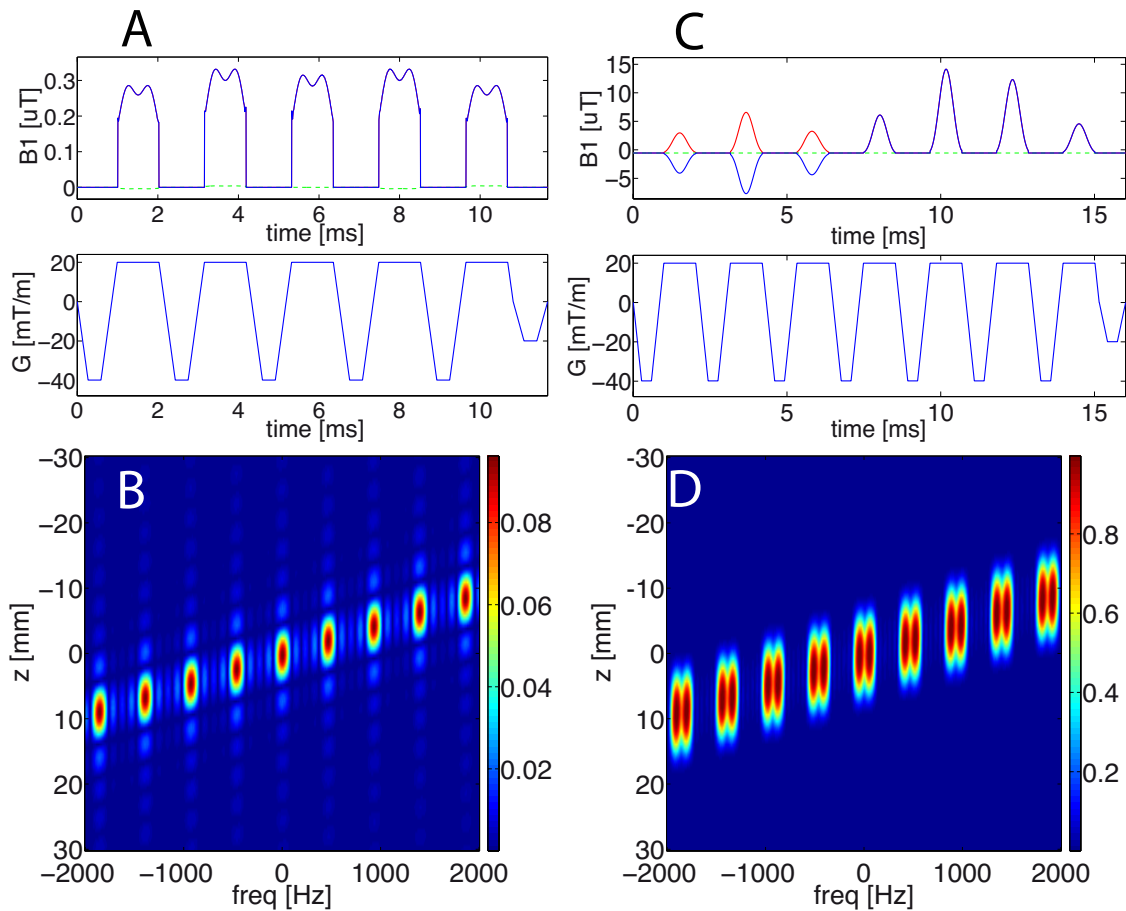 A
B1 [uT]
0.3
0.2
0.1
0
0 2 4 6 8 10
time [ms]
G [mT/m]
20
0
−20
−40
0 2 4 6 8 10
time [ms]
B
z [mm]
−30
−20
−10
0
10
20
30
−2000 −1000 0 1000 2000
freq [Hz]
0.08
0.06
0.04
0.02
C
B1 [uT]
15
10
5
0
−5
0 5 10 15
time [ms]
G [mT/m]
20
0
−20
−40
0 5 10 15
time [ms]
D
z [mm]
-30
-20
-10
0
10
20
30
−2000 −1000 0 1000 2000
freq [Hz]
0.8
0.6
0.4
0.2